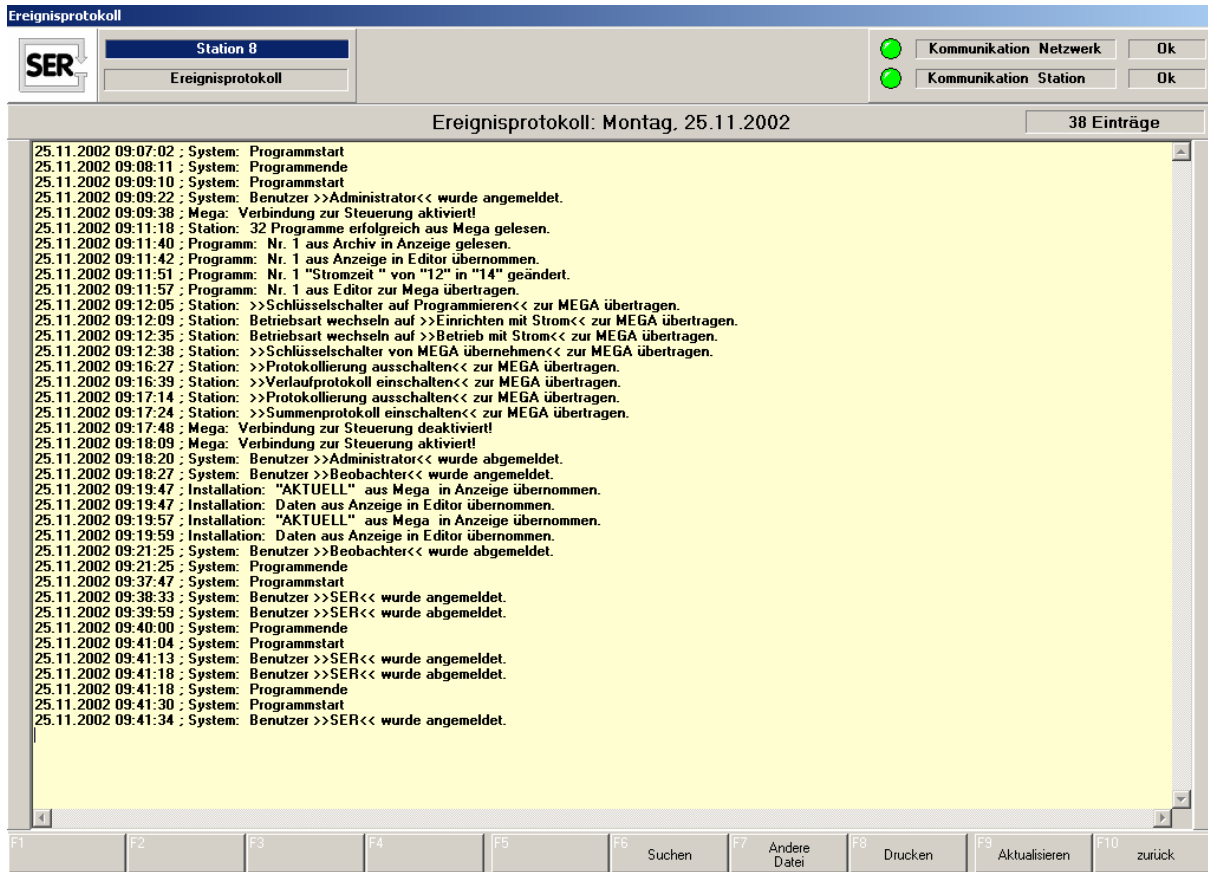 Ereignisprotokoll
SER
Station 8
Ereignisprotokoll
Kommunikation Netzwerk Ok
Kommunikation Station Ok
Ereignisprotokoll: Montag, 25.11.2002
38 Einträge
25.11.2002 09:07:02 ; System: Programmstart
25.11.2002 09:08:11 ; System: Programmende
25.11.2002 09:09:10 ; System: Programmstart
25.11.2002 09:09:22 ; System: Benutzer >>Administrator<< wurde angemeldet.
25.11.2002 09:09:38 ; Mega: Verbindung zur Steuerung aktiviert!
25.11.2002 09:11:18 ; Station: 32 Programme erfolgreich aus Mega gelesen.
25.11.2002 09:11:40 ; Programm: Nr. 1 aus Archiv in Anzeige gelesen.
25.11.2002 09:11:42 ; Programm: Nr. 1 aus Anzeige in Editor übernommen.
25.11.2002 09:11:51 ; Programm: Nr. 1 "Stromzeit " von "12" in "14" geändert.
25.11.2002 09:11:57 ; Programm: Nr. 1 aus Editor zur Mega übertragen.
25.11.2002 09:12:05 ; Station: >>Schlüsselschalter auf Programmieren<< zur MEGA übertragen.
25.11.2002 09:12:09 ; Station: Betriebsart wechseln auf >>Einrichten mit Strom<< zur MEGA übertragen.
25.11.2002 09:12:35 ; Station: Betriebsart wechseln auf >>Betrieb mit Strom<< zur MEGA übertragen.
25.11.2002 09:12:38 ; Station: >>Schlüsselschalter von MEGA übernehmen<< zur MEGA übertragen.
25.11.2002 09:16:27 ; Station: >>Protokollierung ausschalten<< zur MEGA übertragen.
25.11.2002 09:16:39 ; Station: >>Verlaufprotokoll einschalten<< zur MEGA übertragen.
25.11.2002 09:17:14 ; Station: >>Protokollierung ausschalten<< zur MEGA übertragen.
25.11.2002 09:17:24 ; Station: >>Summenprotokoll einschalten<< zur MEGA übertragen.
25.11.2002 09:17:48 ; Mega: Verbindung zur Steuerung deaktiviert!
25.11.2002 09:18:09 ; Mega: Verbindung zur Steuerung aktiviert!
25.11.2002 09:18:20 ; System: Benutzer >>Administrator<< wurde abgemeldet.
25.11.2002 09:18:27 ; System: Benutzer >>Beobachter<< wurde angemeldet.
25.11.2002 09:19:47 ; Installation: "AKTUELL" aus Mega in Anzeige übernommen.
25.11.2002 09:19:47 ; Installation: Daten aus Anzeige in Editor übernommen.
25.11.2002 09:19:57 ; Installation: "AKTUELL" aus Mega in Anzeige übernommen.
25.11.2002 09:19:59 ; Installation: Daten aus Anzeige in Editor übernommen.
25.11.2002 09:21:25 ; System: Benutzer >>Beobachter<< wurde abgemeldet.
25.11.2002 09:21:25 ; System: Programmende
25.11.2002 09:37:47 ; System: Programmstart
25.11.2002 09:38:33 ; System: Benutzer >>SER<< wurde angemeldet.
25.11.2002 09:39:59 ; System: Benutzer >>SER<< wurde abgemeldet.
25.11.2002 09:40:00 ; System: Programmende
25.11.2002 09:41:04 ; System: Programmstart
25.11.2002 09:41:13 ; System: Benutzer >>SER<< wurde angemeldet.
25.11.2002 09:41:18 ; System: Benutzer >>SER<< wurde abgemeldet.
25.11.2002 09:41:18 ; System: Programmende
25.11.2002 09:41:30 ; System: Programmstart
25.11.2002 09:41:34 ; System: Benutzer >>SER<< wurde angemeldet.
F1
F2
F3
F4
F5
F6 Suchen
F7 Andere Datei
F8 Drucken
F9 Aktualisieren
F10 zurück